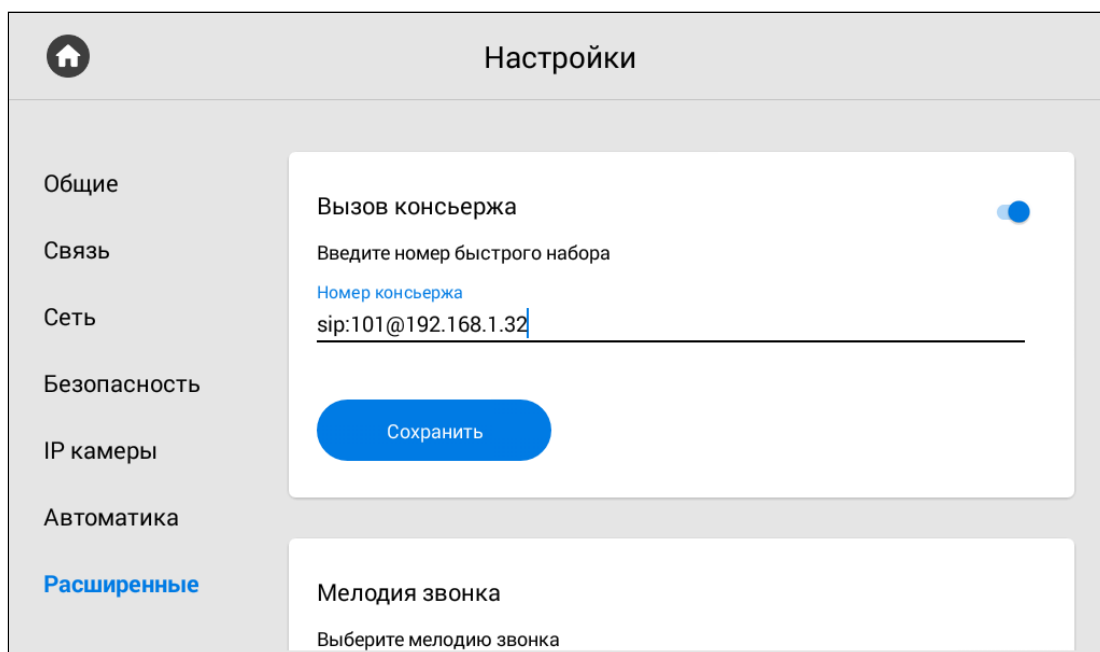 Настройки
Общие
Связь
Сеть
Безопасность
IP камеры
Автоматика
Расширенные
Вызов консьержа
Введите номер быстрого набора
Номер консьержа
sip:101@192.168.1.32
Сохранить
Мелодия звонка
Выберите мелодию звонка